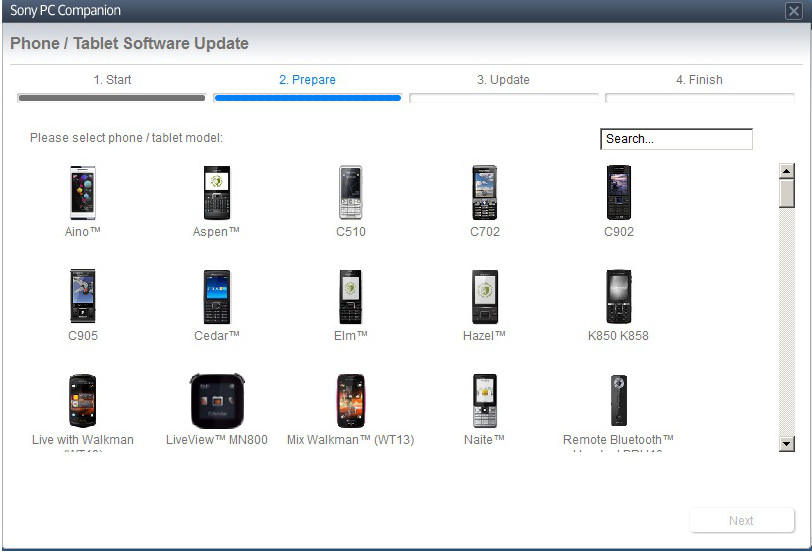 Sony PC Companion
Phone / Tablet Software Update
1. Start 2. Prepare 3. Update 4. Finish
Please select phone / tablet model:
Search...
Aino™ Aspen™ C510 C702 C902
C905 Cedar™ Elm™ Hazel™ K850 K858
Live with Walkman LiveView™ MN800 Mix Walkman™ (WT13) Naite™ Remote Bluetooth™
Next